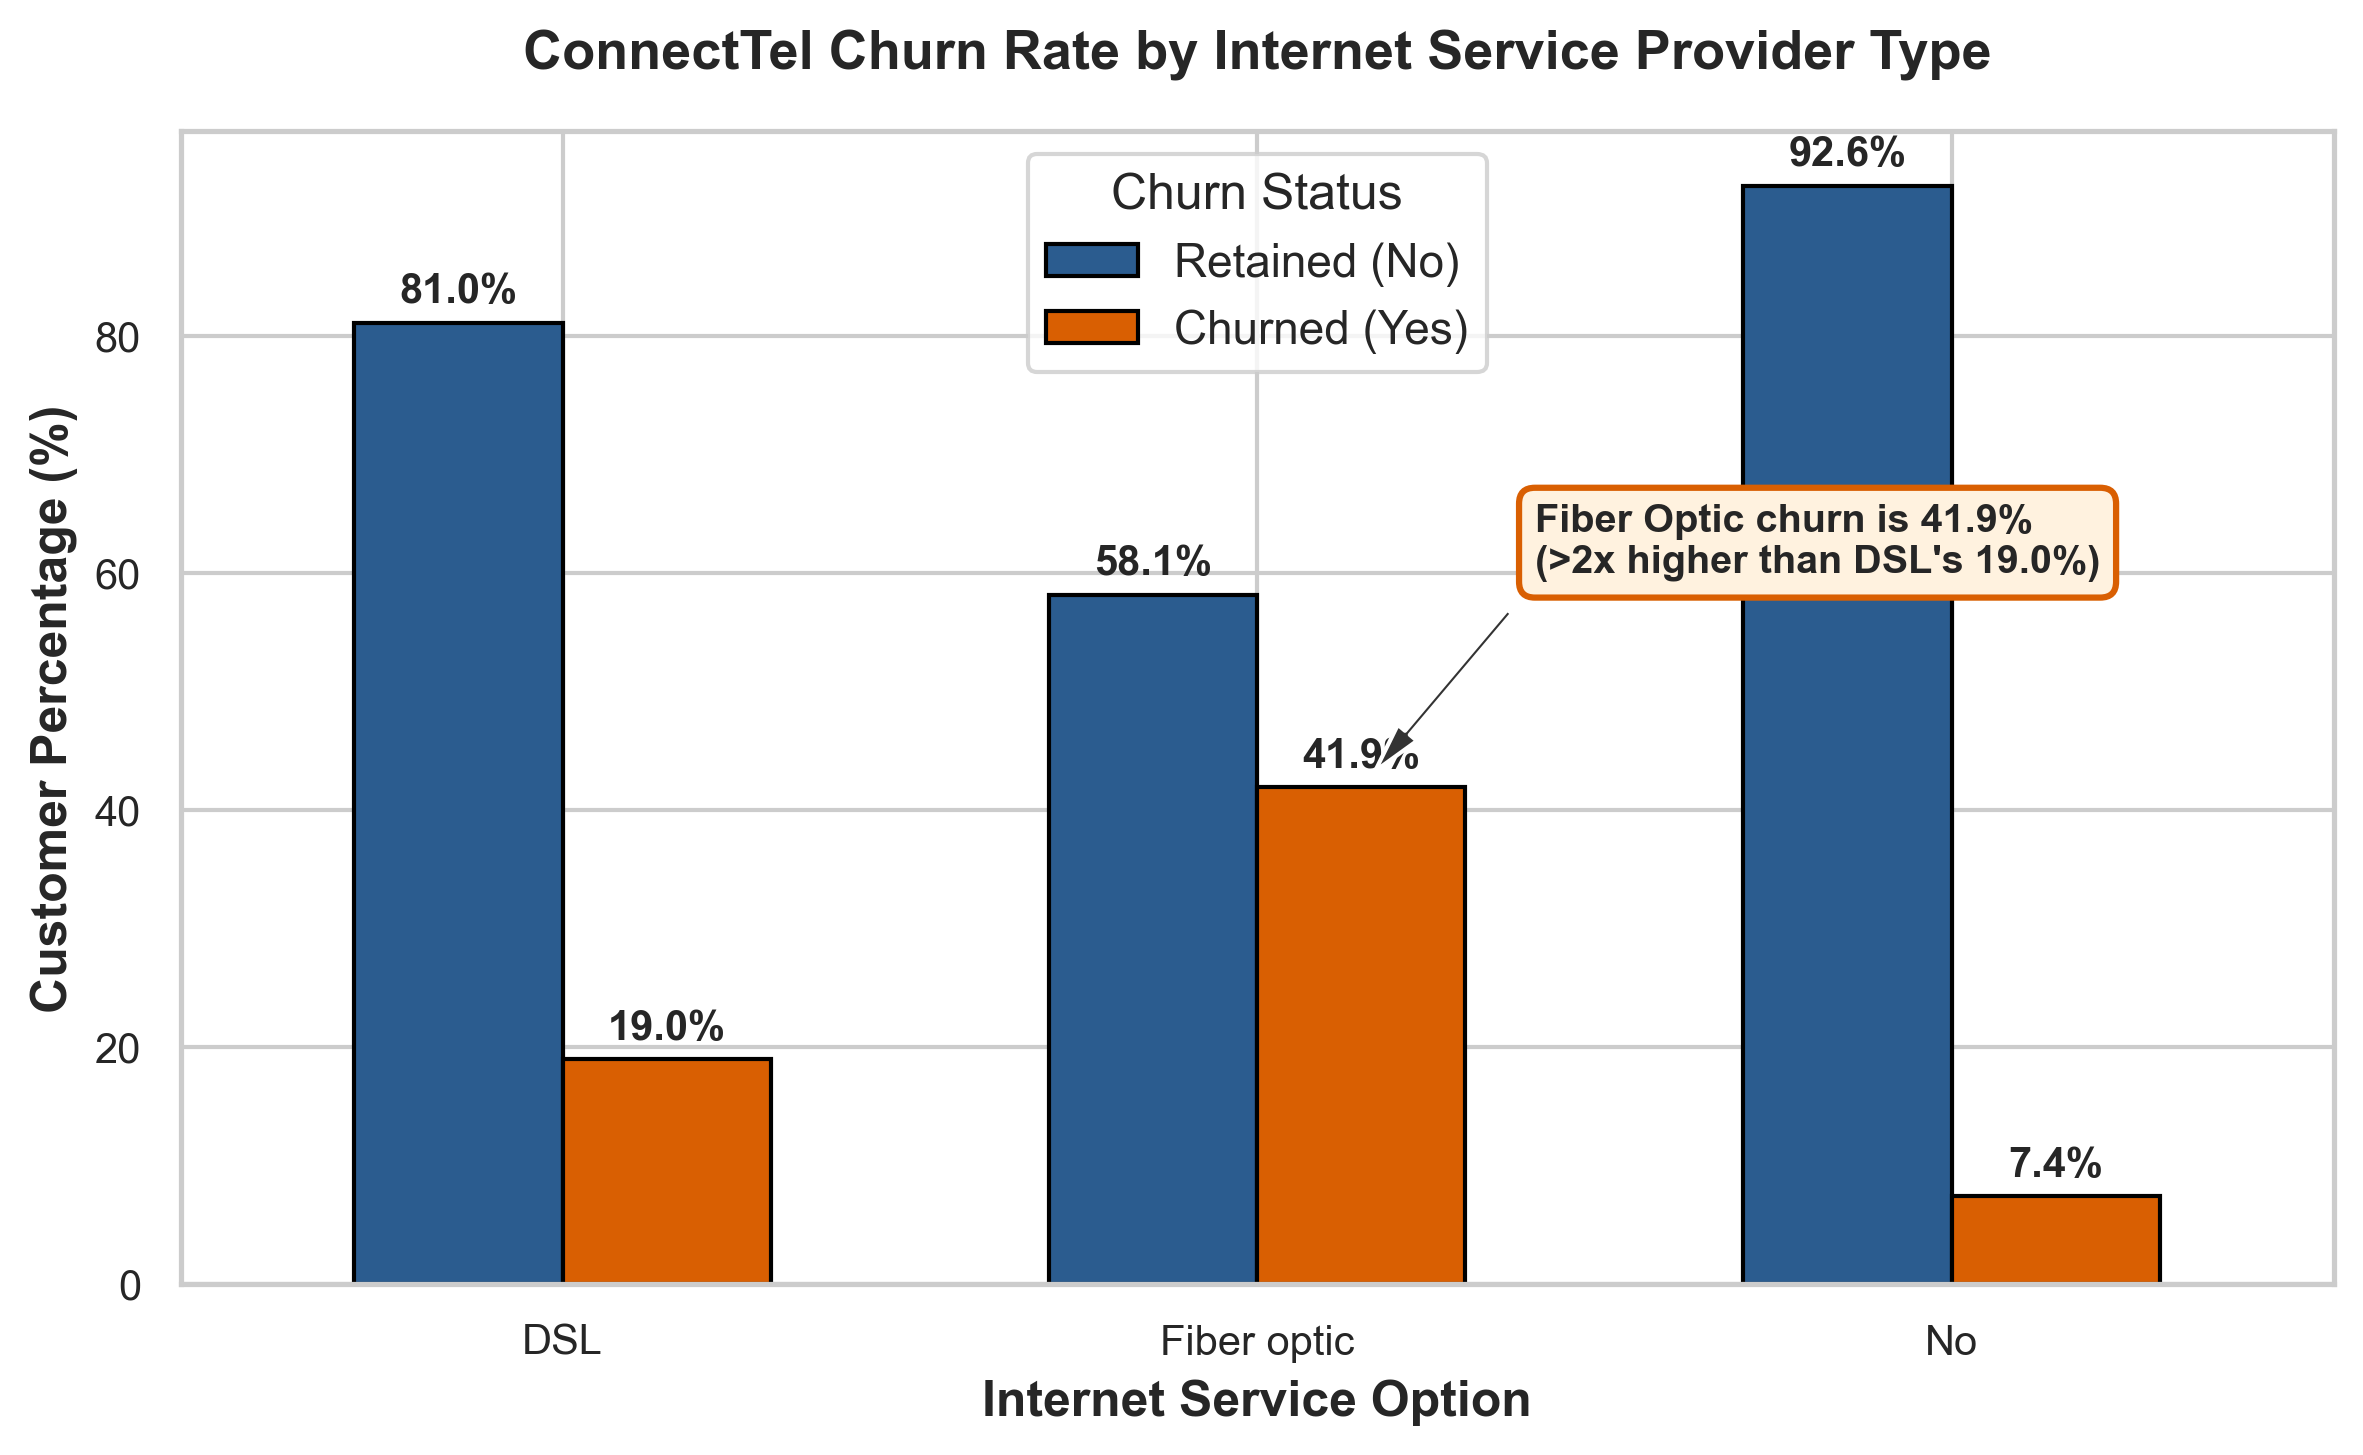 ConnectTel Churn Rate by Internet Service Provider Type
Customer Percentage (%)
80
60
40
20
0
Churn Status
Retained (No)
Churned (Yes)
81.0%
19.0%
58.1%
41.9%
92.6%
7.4%
Fiber Optic churn is 41.9%
(>2x higher than DSL's 19.0%)
DSL
Fiber optic
No
Internet Service Option